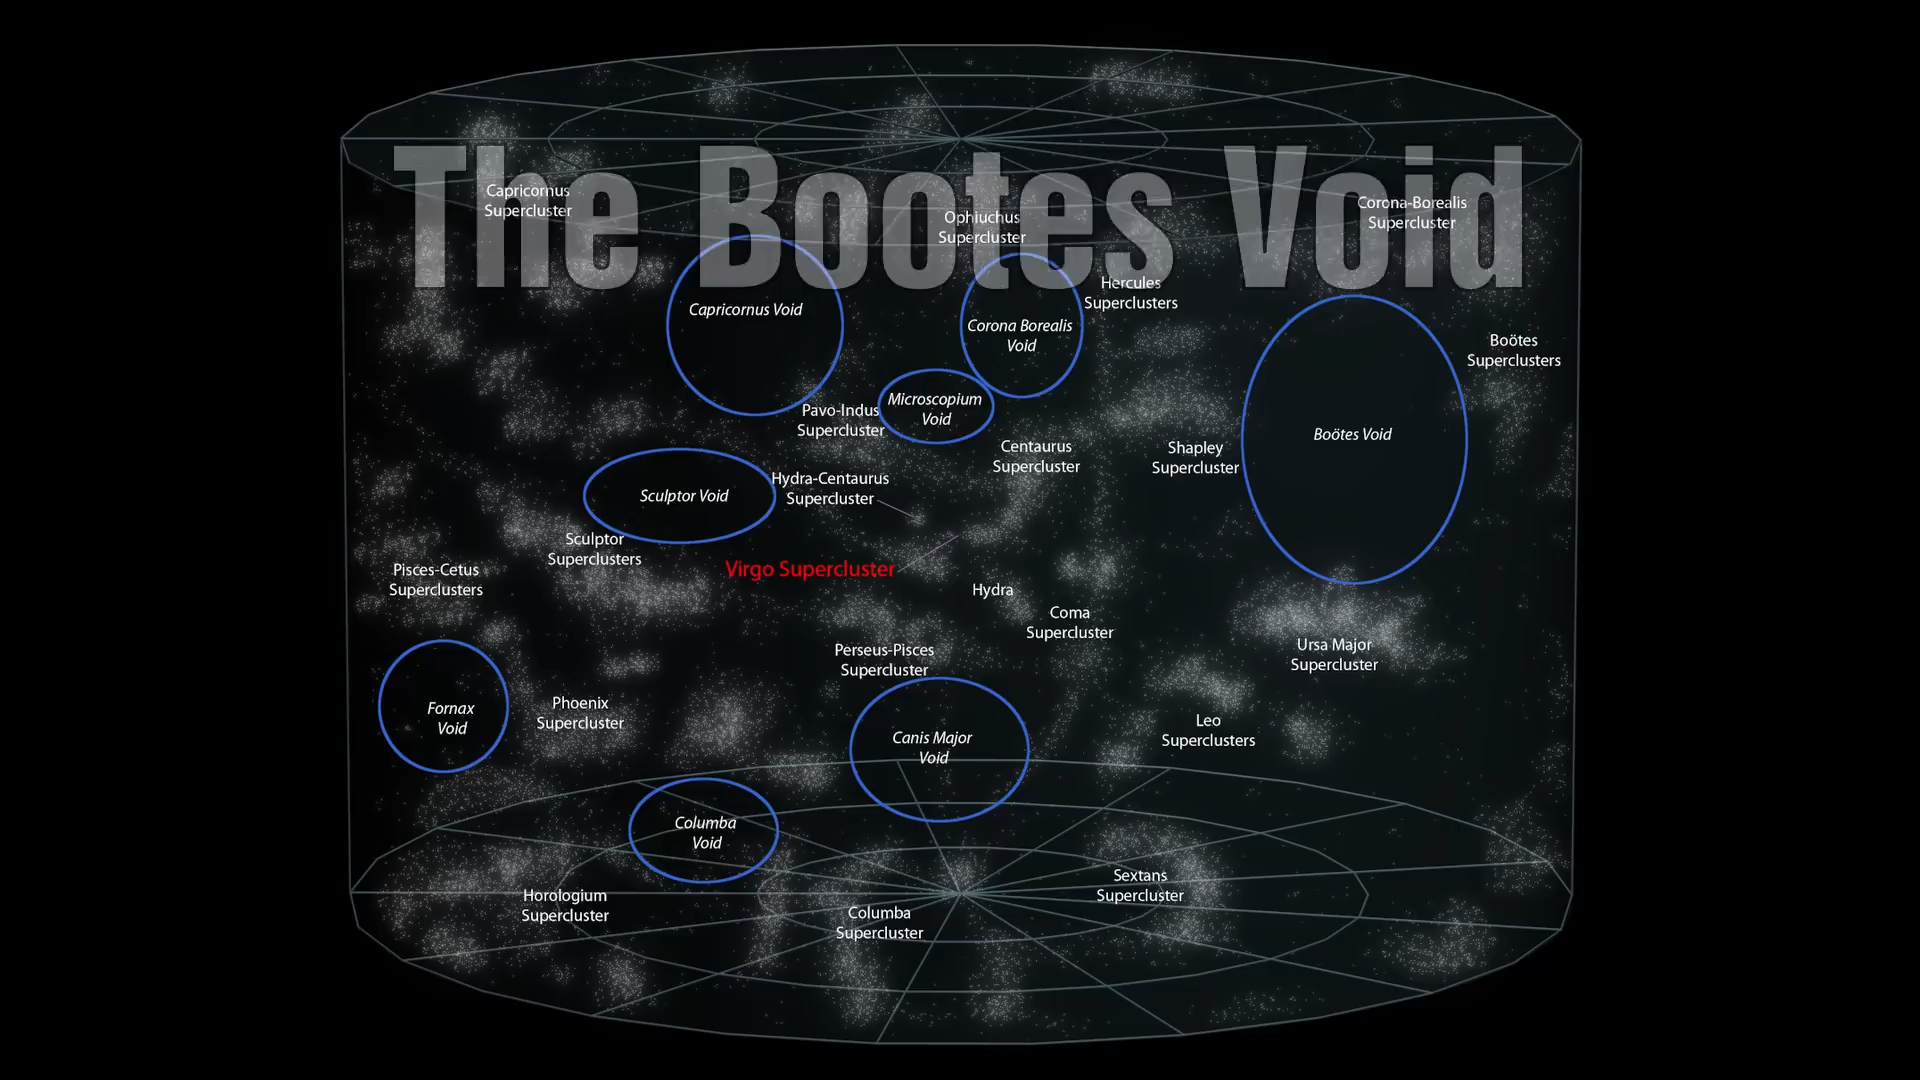 The Bootes Void
Capricornus
Supercluster
Ophiuchus
Supercluster
Corona-Borealis
Supercluster
Hercules
Superclusters
Capricornus Void
Corona Borealis
Void
Boötes
Superclusters
Microscopium
Void
Pavo-Indus
Supercluster
Boötes Void
Centaurus
Supercluster
Shapley
Supercluster
Hydra-Centaurus
Supercluster
Sculptor Void
Sculptor
Superclusters
Virgo Supercluster
Pisces-Cetus
Superclusters
Hydra
Coma
Supercluster
Perseus-Pisces
Supercluster
Ursa Major
Supercluster
Fornax
Void
Phoenix
Supercluster
Canis Major
Void
Leo
Superclusters
Columba
Void
Horologium
Supercluster
Columba
Supercluster
Sextans
Supercluster